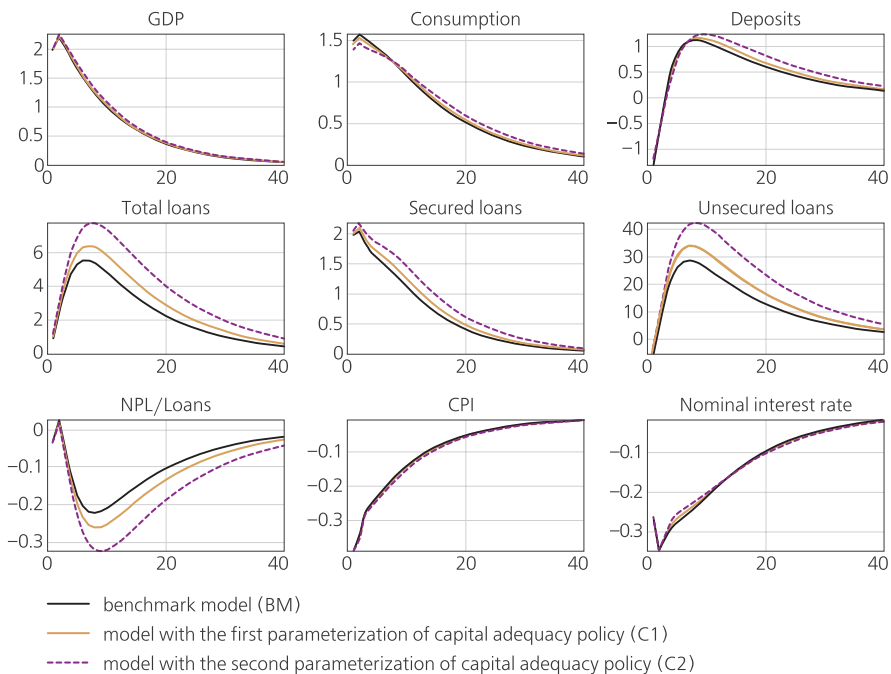 GDP
Consumption
Deposits
2
1.5
1
0.5
0
0 20 40
1.5
1
0.5
0
0 20 40
1
0.5
0
−0.5
−1
0 20 40
Total loans
Secured loans
Unsecured loans
6
4
2
0
0 20 40
2
1.5
1
0.5
0
0 20 40
40
30
20
10
0
0 20 40
NPL/Loans
CPI
Nominal interest rate
0
−0.1
−0.2
−0.3
0 20 40
−0.1
−0.2
−0.3
0 20 40
−0.1
−0.2
−0.3
0 20 40
benchmark model (BM)
model with the first parameterization of capital adequacy policy (C1)
model with the second parameterization of capital adequacy policy (C2)